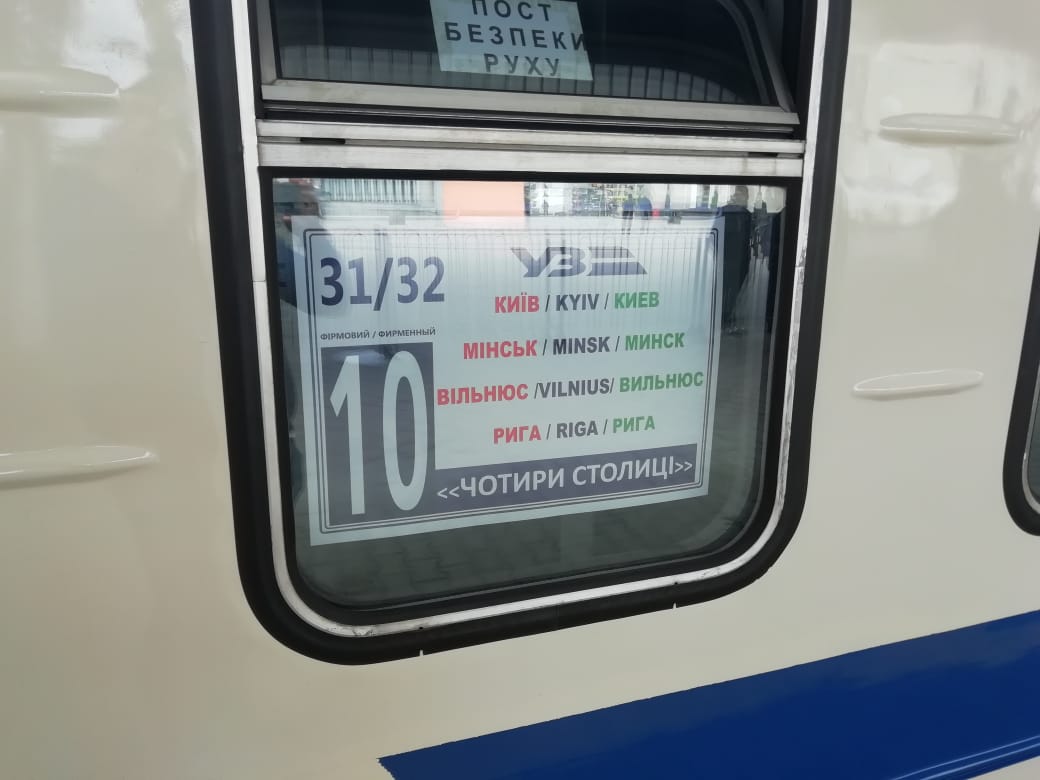 ПОСТ
БЕЗПЕКИ
РУХУ
31/32
УЗ
ФІРМОВИЙ / ФИРМЕННЫЙ
10
КИЇВ / KYIV / КИЕВ
МІНСЬК / MINSK / МИНСК
ВІЛЬНЮС /VILNIUS/ ВИЛЬНЮС
РИГА / RIGA / РИГА
<<ЧОТИРИ СТОЛИЦІ>>